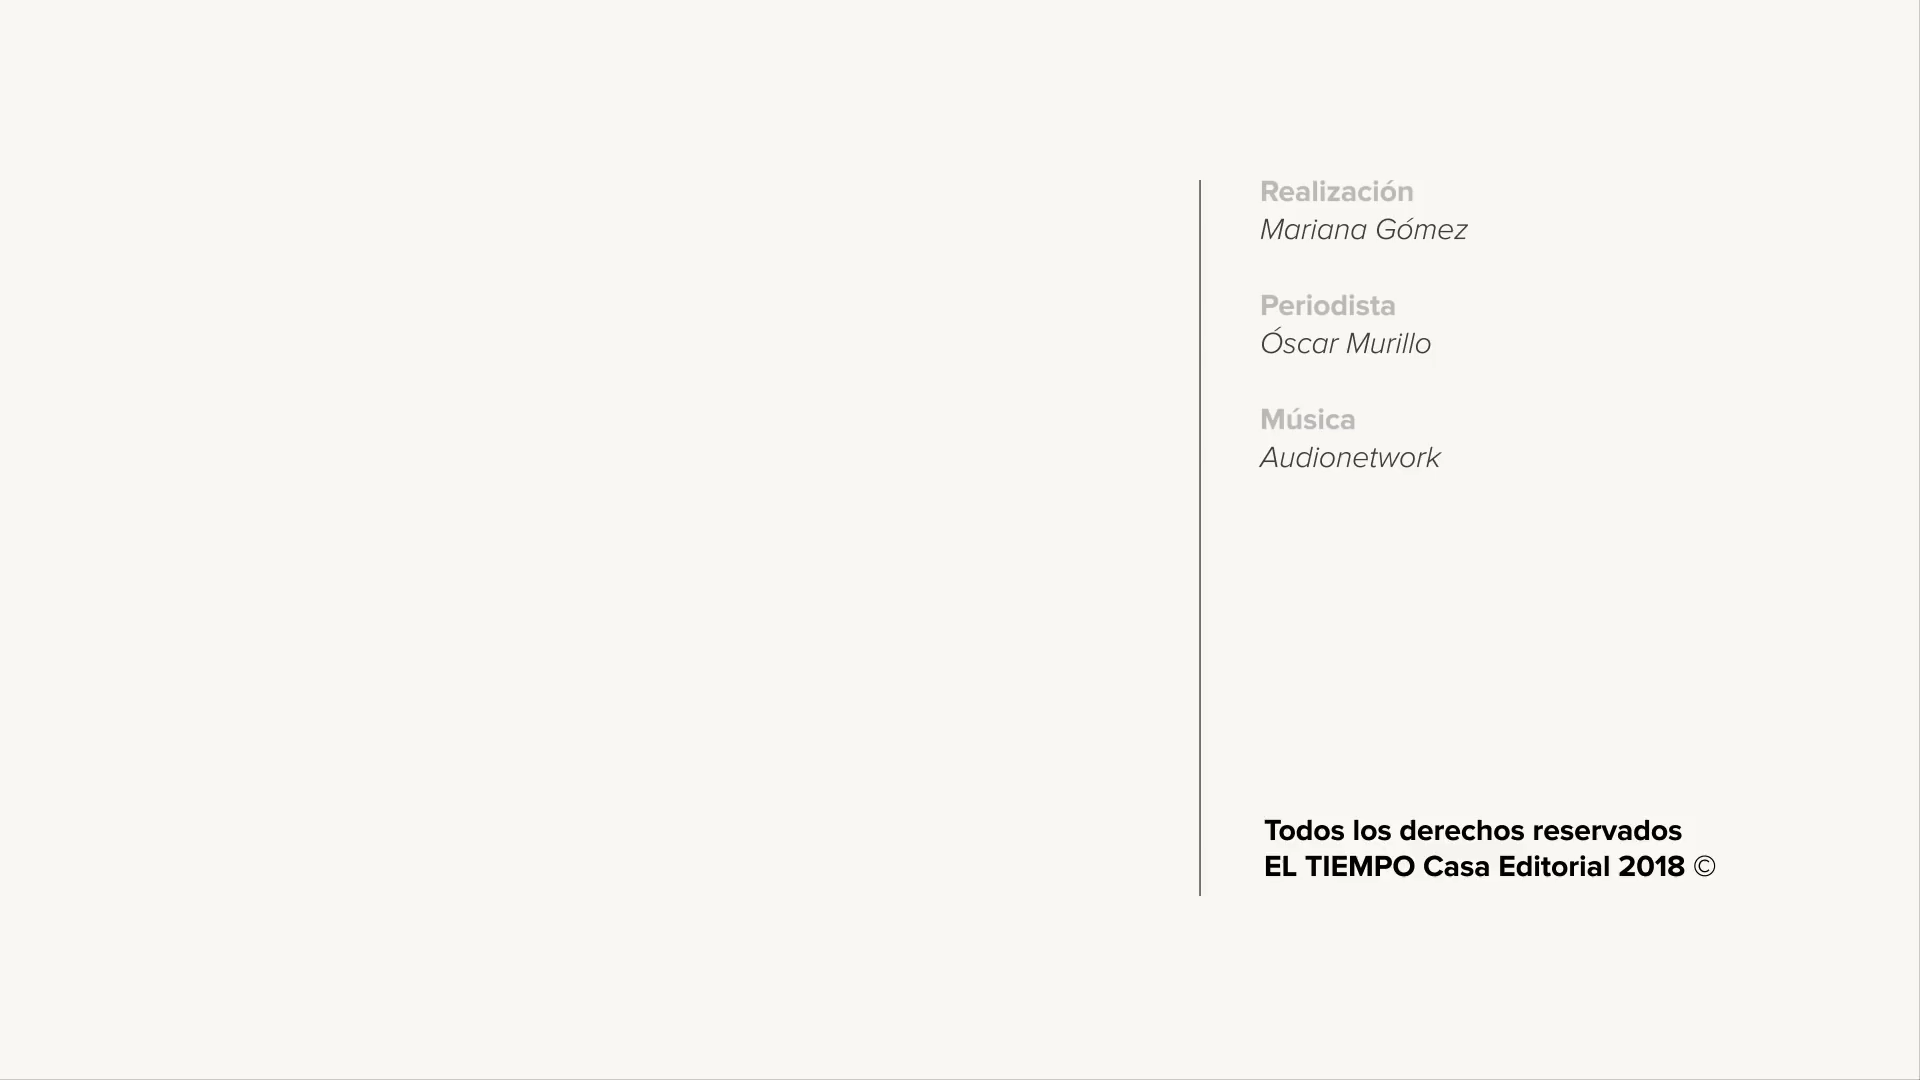 Realización
Mariana Gómez
Periodista
Óscar Murillo
Música
Audionetwork
Todos los derechos reservados
EL TIEMPO Casa Editorial 2018 ©